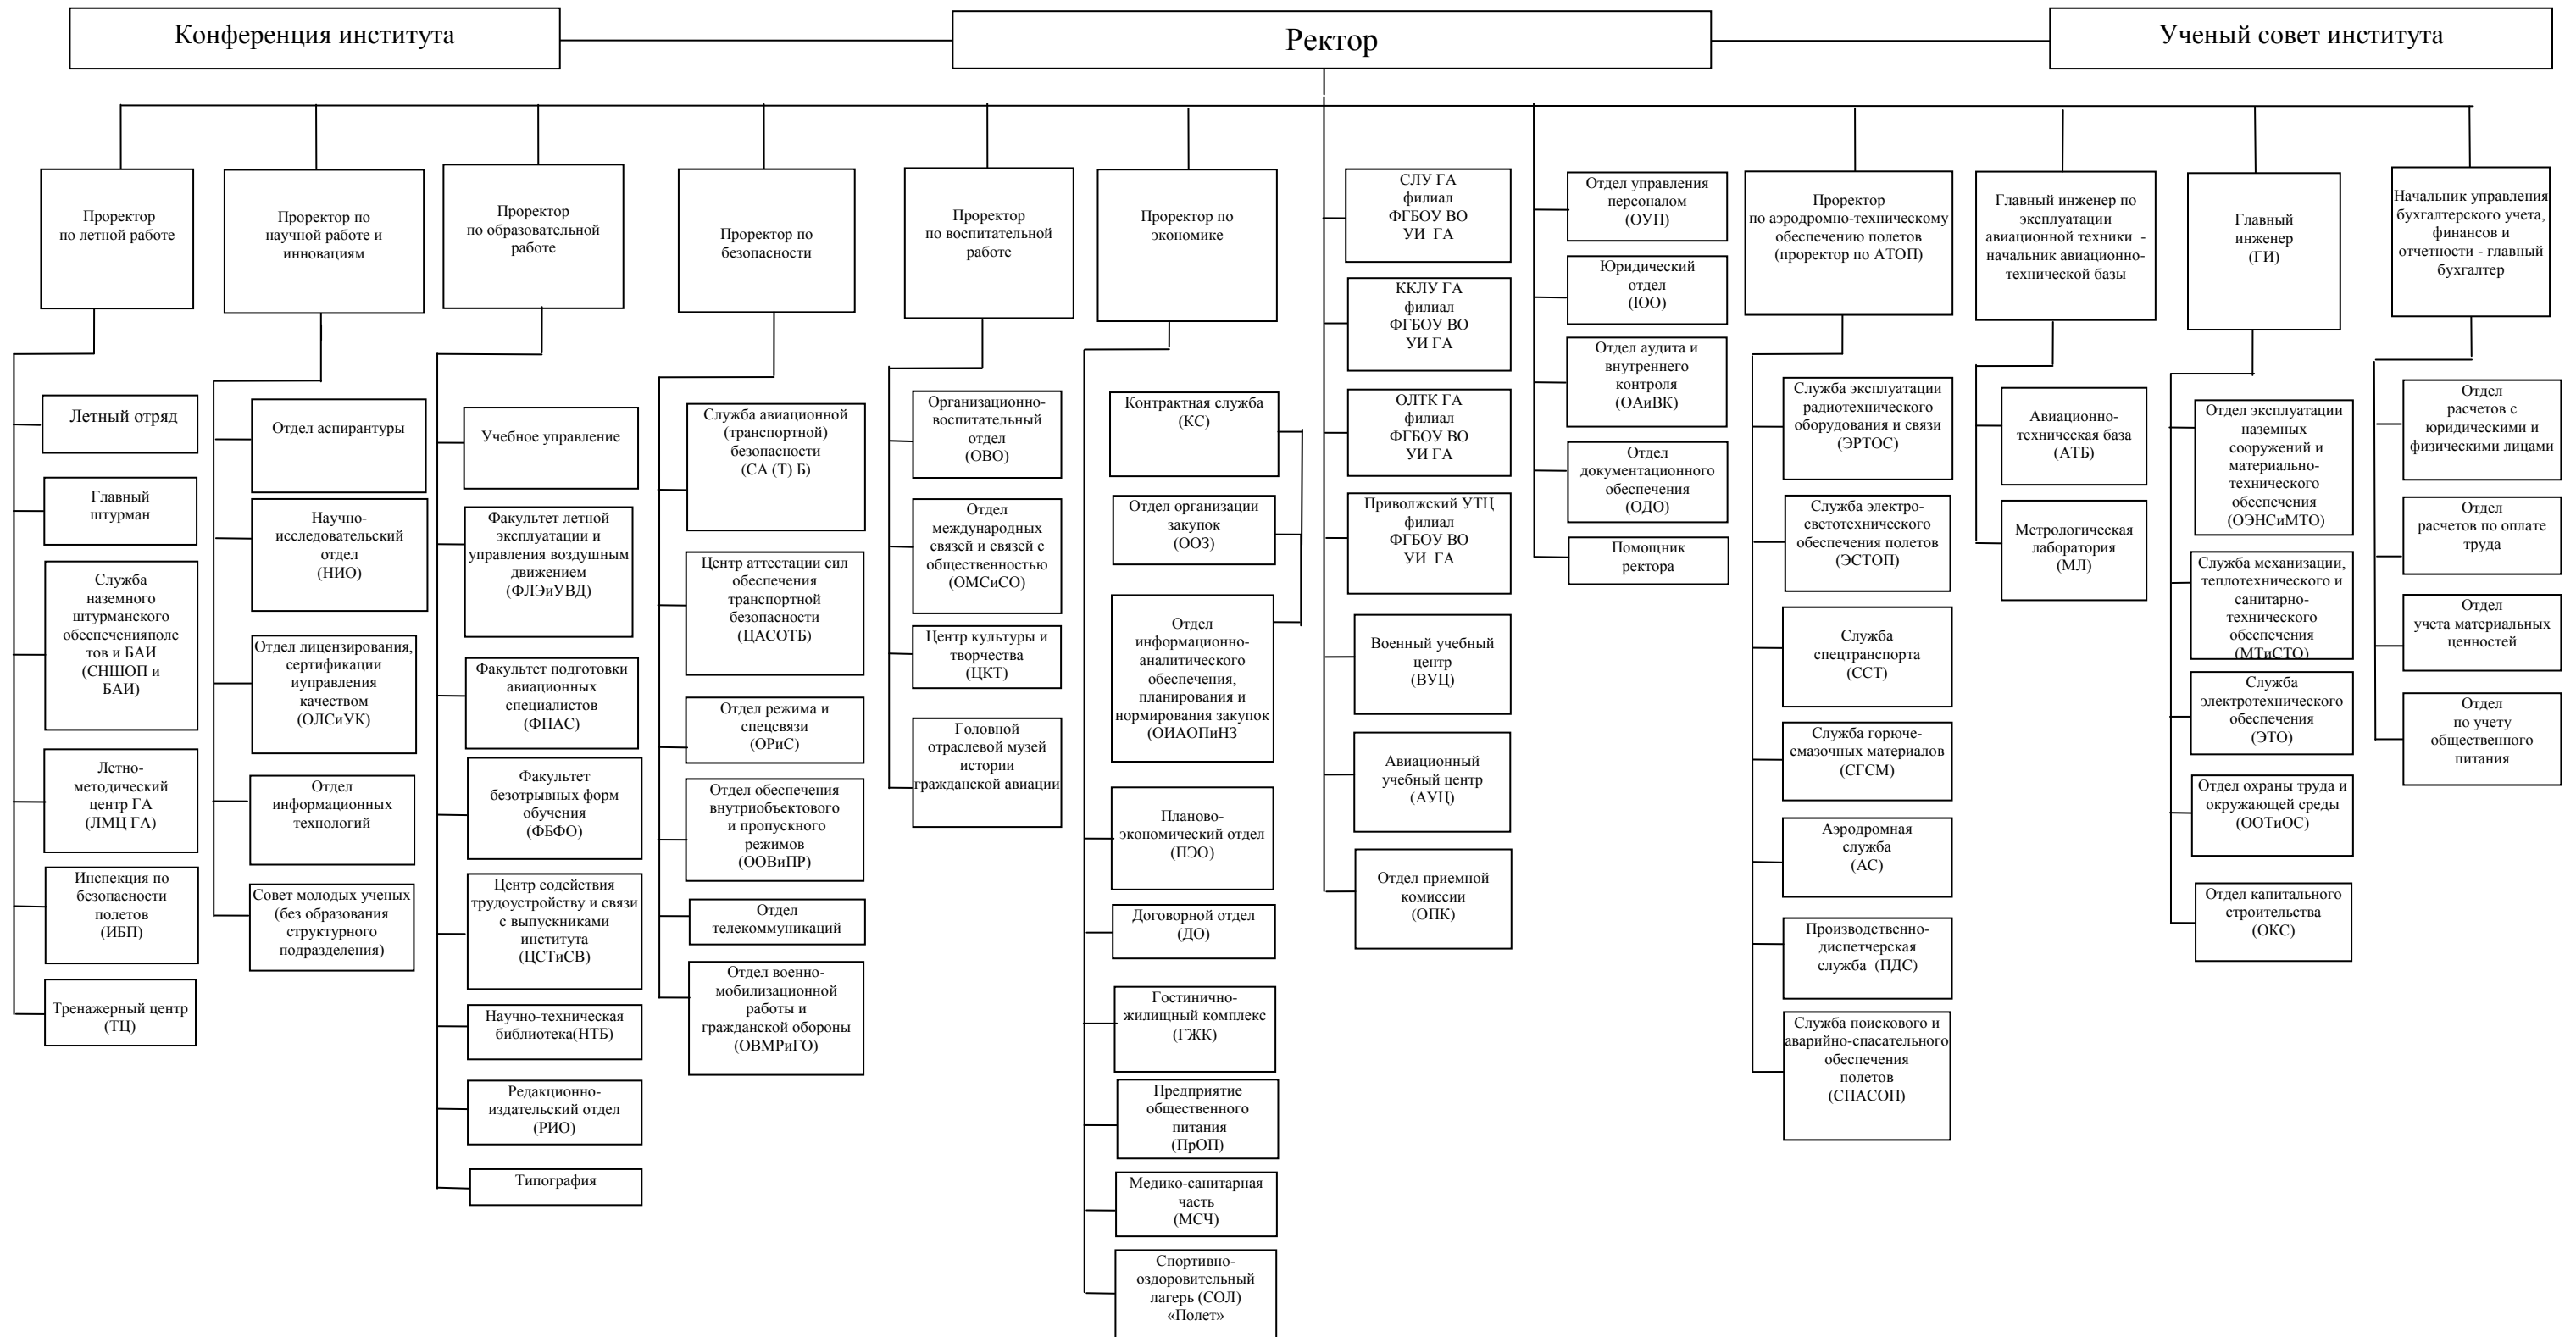 Конференция института
Ректор
Ученый совет института
Проректор
по летной работе
Летный отряд
Главный
штурман
Служба
наземного
штурманского
обеспеченияполе
тов и БАИ
(СНШОП и
БАИ)
Летно-
методический
центр ГА
(ЛМЦ ГА)
Инспекция по
безопасности
полетов
(ИБП)
Тренажерный центр
(ТЦ)
Проректор по
научной работе и
инновациям
Отдел аспирантуры
Научно-
исследовательский
отдел
(НИО)
Отдел лицензирования,
сертификации
иуправления
качеством
(ОЛСиУК)
Отдел
информационных
технологий
Совет молодых ученых
(без образования
структурного
подразделения)
Проректор
по образовательной
работе
Учебное управление
Факультет летной
эксплуатации и
управления воздушным
движением
(ФЛЭиУВД)
Факультет подготовки
авиационных
специалистов
(ФПАС)
Факультет
безотрывных форм
обучения
(ФБФО)
Центр содействия
трудоустройству и связи
с выпускниками
института
(ЦСТиСВ)
Научно-техническая
библиотека(НТБ)
Редакционно-
издательский отдел
(РИО)
Типография
Проректор по
безопасности
Служба авиационной
(транспортной)
безопасности
(СА (Т) Б)
Центр аттестации сил
обеспечения
транспортной
безопасности
(ЦАСОТБ)
Отдел режима и
спецсвязи
(ОРиС)
Отдел обеспечения
внутриобъектового
и пропускного
режимов
(ООВиПР)
Отдел
телекоммуникаций
Отдел военно-
мобилизационной
работы и
гражданской обороны
(ОВМРиГО)
Проректор
по воспитательной
работе
Организационно-
воспитательный
отдел
(ОВО)
Отдел
международных
связей и связей с
общественностью
(ОМСиСО)
Центр культуры и
творчества
(ЦКТ)
Головной
отраслевой музей
истории
гражданской авиации
Проректор по
экономике
Контрактная служба
(КС)
Отдел организации
закупок
(ООЗ)
Отдел
информационно-
аналитического
обеспечения,
планирования и
нормирования закупок
(ОИАОПиНЗ
Планово-
экономический отдел
(ПЭО)
Договорной отдел
(ДО)
Гостинично-
жилищный комплекс
(ГЖК)
Предприятие
общественного
питания
(ПрОП)
Медико-санитарная
часть
(МСЧ)
Спортивно-
оздоровительный
лагерь (СОЛ)
«Полет»
СЛУ ГА
филиал
ФГБОУ ВО
УИ ГА
ККЛУ ГА
филиал
ФГБОУ ВО
УИ ГА
ОЛТК ГА
филиал
ФГБОУ ВО
УИ ГА
Приволжский УТЦ
филиал
ФГБОУ ВО
УИ ГА
Военный учебный
центр
(ВУЦ)
Авиационный
учебный центр
(АУЦ)
Отдел приемной
комиссии
(ОПК)
Отдел управления
персоналом
(ОУП)
Юридический
отдел
(ЮО)
Отдел аудита и
внутреннего
контроля
(ОАиВК)
Отдел
документационного
обеспечения
(ОДО)
Помощник
ректора
Проректор
по аэродромно-техническому
обеспечению полетов
(проректор по АТОП)
Служба эксплуатации
радиотехнического
оборудования и связи
(ЭРТОС)
Служба электро-
светотехнического
обеспечения полетов
(ЭСТОП)
Служба
спецтранспорта
(ССТ)
Служба горюче-
смазочных материалов
(СГСМ)
Аэродромная
служба
(АС)
Производственно-
диспетчерская
служба (ПДС)
Служба поискового и
аварийно-спасательного
обеспечения
полетов
(СПАСОП)
Главный инженер по
эксплуатации
авиационной техники -
начальник авиационно-
технической базы
Авиационно-
техническая база
(АТБ)
Метрологическая
лаборатория
(МЛ)
Главный
инженер
(ГИ)
Отдел эксплуатации
наземных
сооружений и
материально-
технического
обеспечения
(ОЭНСиМТО)
Служба механизации,
теплотехнического и
санитарно-
технического
обеспечения
(МТиСТО)
Служба
электротехнического
обеспечения
(ЭТО)
Отдел охраны труда и
окружающей среды
(ООТиОС)
Отдел капитального
строительства
(ОКС)
Начальник управления
бухгалтерского учета,
финансов и
отчетности - главный
бухгалтер
Отдел
расчетов с
юридическими и
физическими лицами
Отдел
расчетов по оплате
труда
Отдел
учета материальных
ценностей
Отдел
по учету
общественного
питания